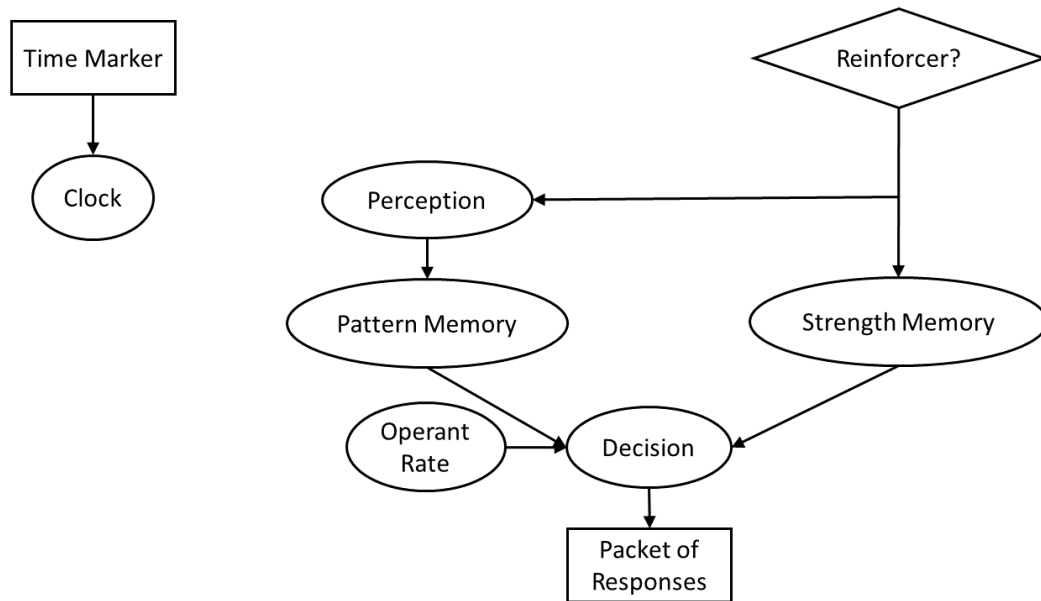 Time Marker
Reinforcer?
Clock
Perception
Pattern Memory
Strength Memory
Operant
Rate
Decision
Packet of
Responses